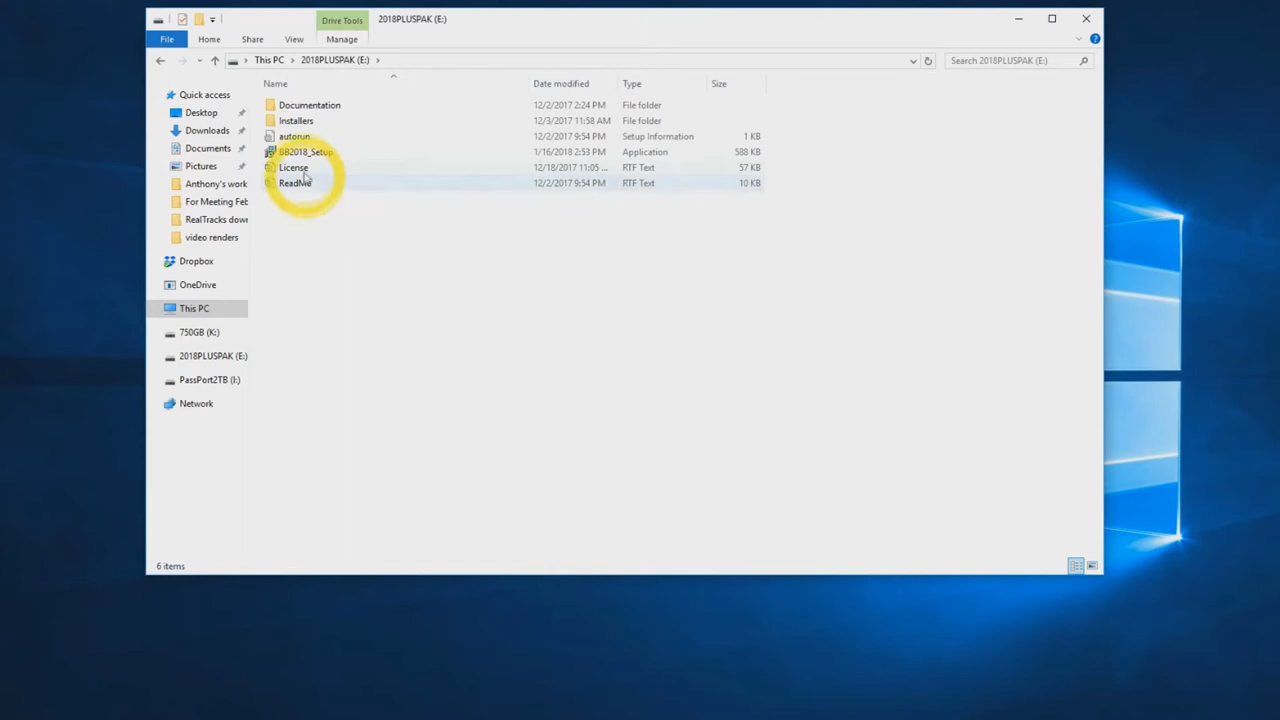 Drive Tools 2018PLUSPAK (E:)
File Home Share View Manage
This PC 2018PLUSPAK (E:) Search 2018PLUSPAK (E:)
Name Date modified Type Size
Quick access
Desktop
Downloads
Documents
Pictures
Anthony's work
For Meeting Feb
RealTracks dow
video renders
Dropbox
OneDrive
This PC
750GB (K:)
2018PLUSPAK (E:)
PassPort2TB (I:)
Network
Documentation 12/2/2017 2:24 PM File folder
Installers 12/3/2017 11:58 AM File folder
autorun 12/2/2017 9:54 PM Setup Information 1 KB
BB2018_Setup 1/16/2018 2:53 PM Application 588 KB
License 12/18/2017 11:05 ... RTF Text 57 KB
ReadMe 12/2/2017 9:54 PM RTF Text 10 KB
6 items